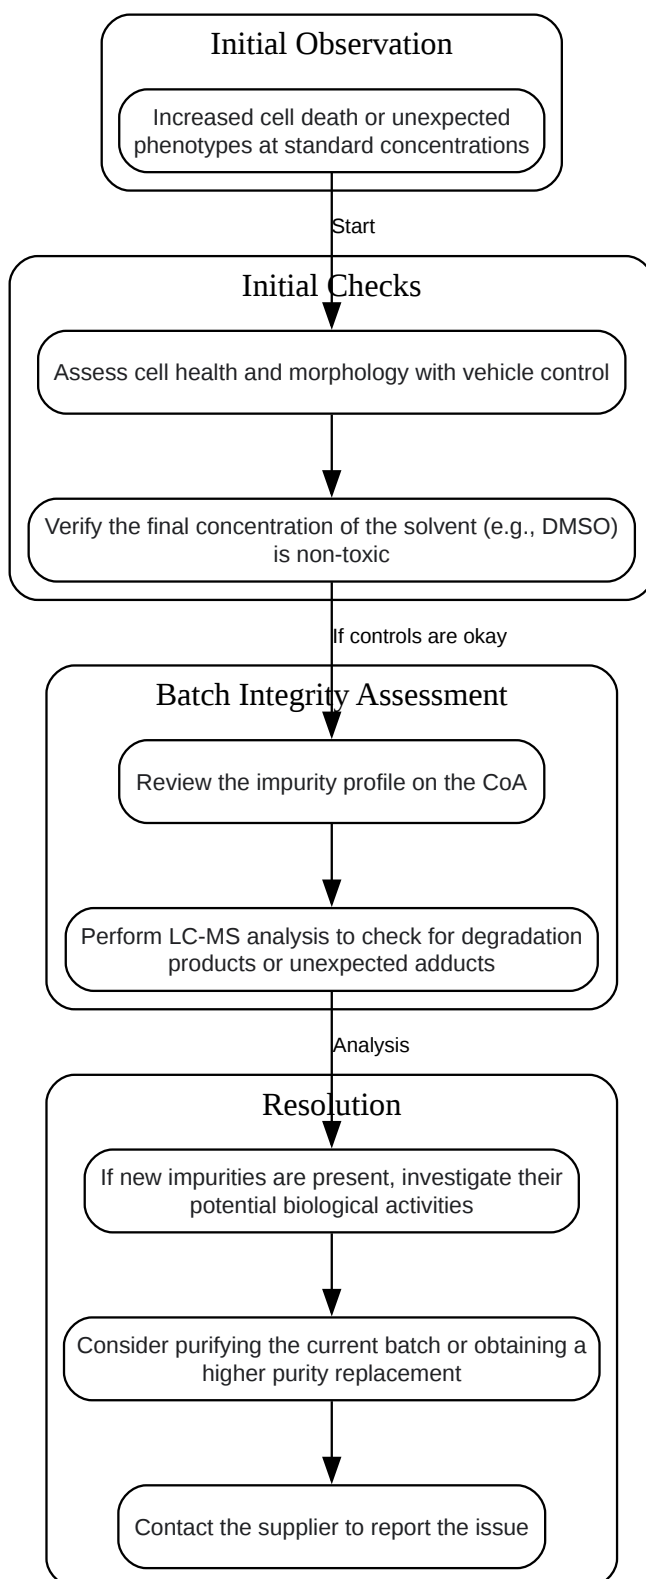 Initial Observation
Increased cell death or unexpected
phenotypes at standard concentrations
Start
Initial Checks
Assess cell health and morphology with vehicle control
Verify the final concentration of the solvent (e.g., DMSO)
is non-toxic
If controls are okay
Batch Integrity Assessment
Review the impurity profile on the CoA
Perform LC-MS analysis to check for degradation
products or unexpected adducts
Analysis
Resolution
If new impurities are present, investigate their
potential biological activities
Consider purifying the current batch or obtaining a
higher purity replacement
Contact the supplier to report the issue